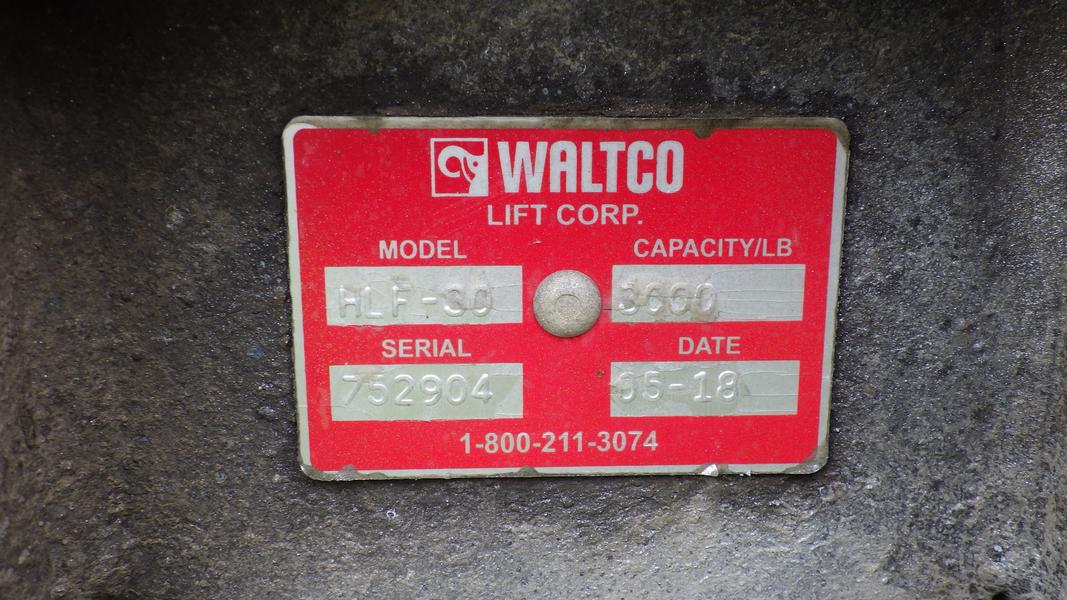 WALTCO
LIFT CORP.
MODEL CAPACITY/LB
HLF-30 3000
SERIAL DATE
752904 05-18
1-800-211-3074